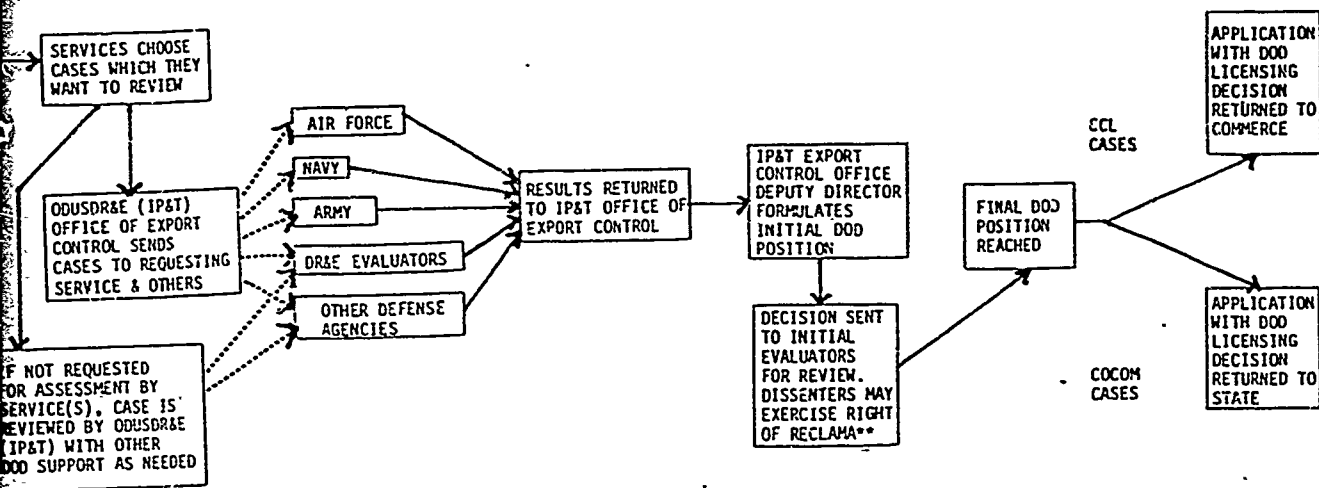 SERVICES CHOOSE
CASES WHICH THEY
WANT TO REVIEW
ODUSDR&E (IP&T)
OFFICE OF EXPORT
CONTROL SENDS
CASES TO REQUESTING
SERVICE & OTHERS
NOT REQUESTED
ASSESSMENT BY
SERVICE(S), CASE IS
REVIEWED BY ODUSDR&E
(IP&T) WITH OTHER
DOD SUPPORT AS NEEDED
AIR FORCE
NAVY
ARMY
DR&E EVALUATORS
OTHER DEFENSE
AGENCIES
RESULTS RETURNED
TO IP&T OFFICE OF
EXPORT CONTROL
IP&T EXPORT
CONTROL OFFICE
DEPUTY DIRECTOR
FORMULATES
INITIAL DOD
POSITION
DECISION SENT
TO INITIAL
EVALUATORS
FOR REVIEW.
DISSENTERS MAY
EXERCISE RIGHT
OF RECLAMA**
FINAL DOD
POSITION
REACHED
CCL
CASES
COCOM
CASES
APPLICATION
WITH DOD
LICENSING
DECISION
RETURNED TO
COMMERCE
APPLICATION
WITH DOD
LICENSING
DECISION
RETURNED TO
STATE